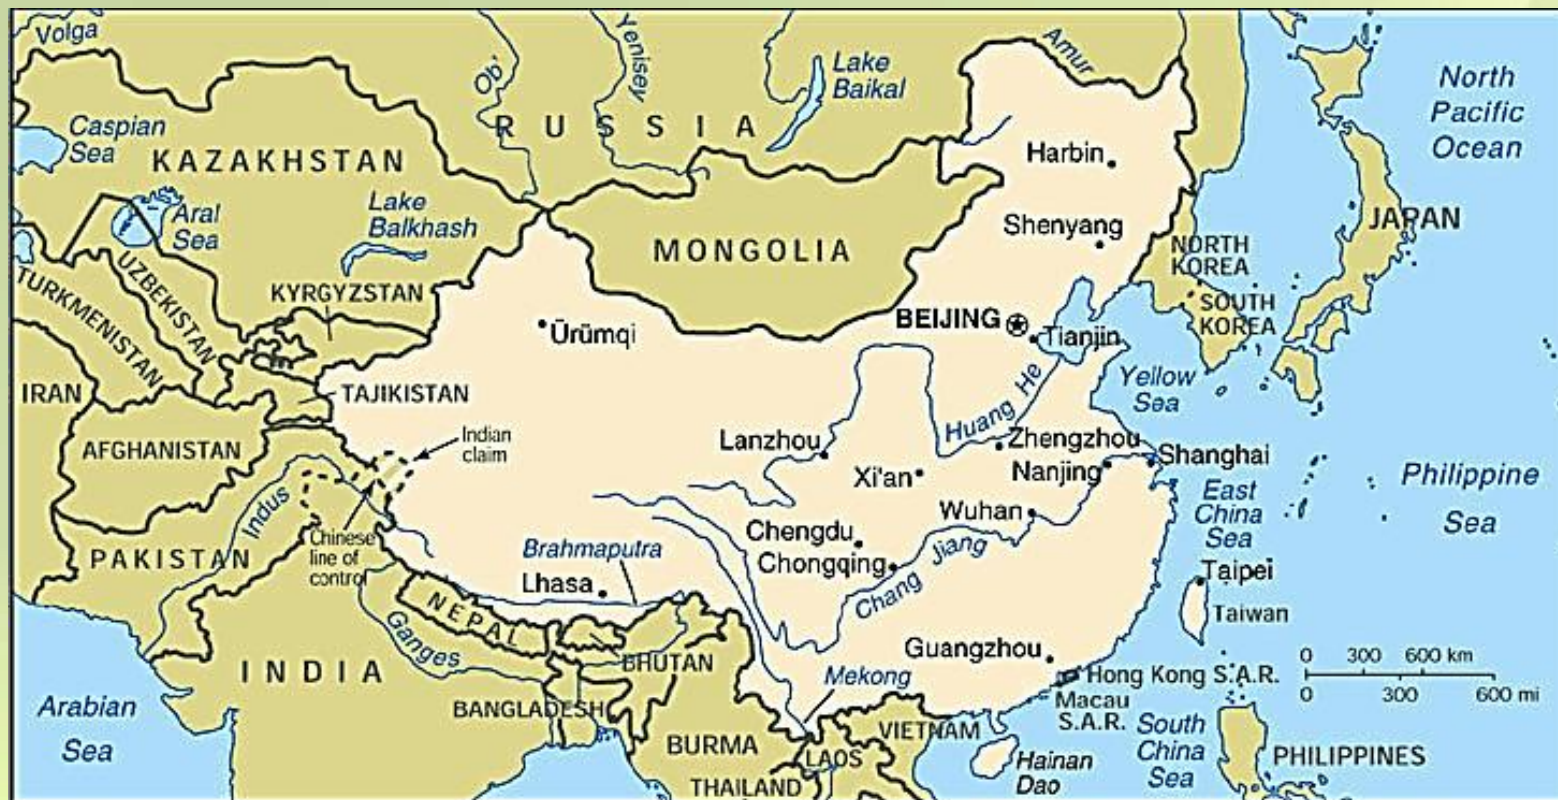 Volga
Ob'
Yenisey
Lake
Baikal
Amur
North
Pacific
Ocean
Caspian
Sea
RUSSIA
KAZAKHSTAN
Harbin
Aral
Sea
Lake
Balkhash
MONGOLIA
Shenyang
JAPAN
NORTH
KOREA
UZBEKISTAN
TURKMENISTAN
KYRGYZSTAN
SOUTH
KOREA
BEIJING
Tianjin
Ürümqi
IRAN
TAJIKISTAN
Huang He
Yellow
Sea
AFGHANISTAN
Indian
claim
Lanzhou
Zhengzhou
Xi'an
Nanjing
Shanghai
Philippine
Sea
Indus
East
China
Sea
Wuhan
Chengdu
Chongqing
Chang Jiang
Chinese
line of
control
PAKISTAN
Brahmaputra
Lhasa
Taipei
Taiwan
NEPAL
Ganges
INDIA
BHUTAN
Guangzhou
0 300 600 km
0 300 600 mi
Mekong
Hong Kong S.A.R.
Macau
S.A.R.
Arabian
Sea
BANGLADESH
BURMA
VIETNAM
LAOS
THAILAND
Hainan
Dao
South
China
Sea
PHILIPPINES